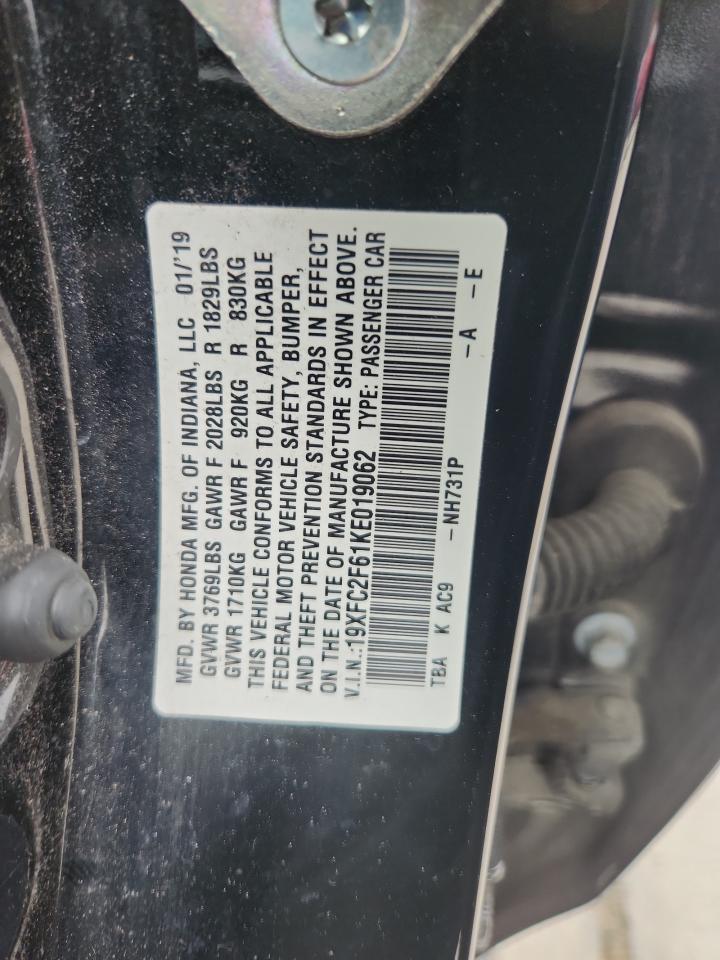 MFD. BY HONDA MFG. OF INDIANA, LLC 01/'19
GVWR 3769LBS GAWR F 2028LBS R 1829LBS
GVWR 1710KG GAWR F 920KG R 830KG
THIS VEHICLE CONFORMS TO ALL APPLICABLE
FEDERAL MOTOR VEHICLE SAFETY, BUMPER,
AND THEFT PREVENTION STANDARDS IN EFFECT
ON THE DATE OF MANUFACTURE SHOWN ABOVE.
V.I.N.:19XFC2F61KE019062 TYPE: PASSENGER CAR
TBA K AC9 -NH731P -A -E